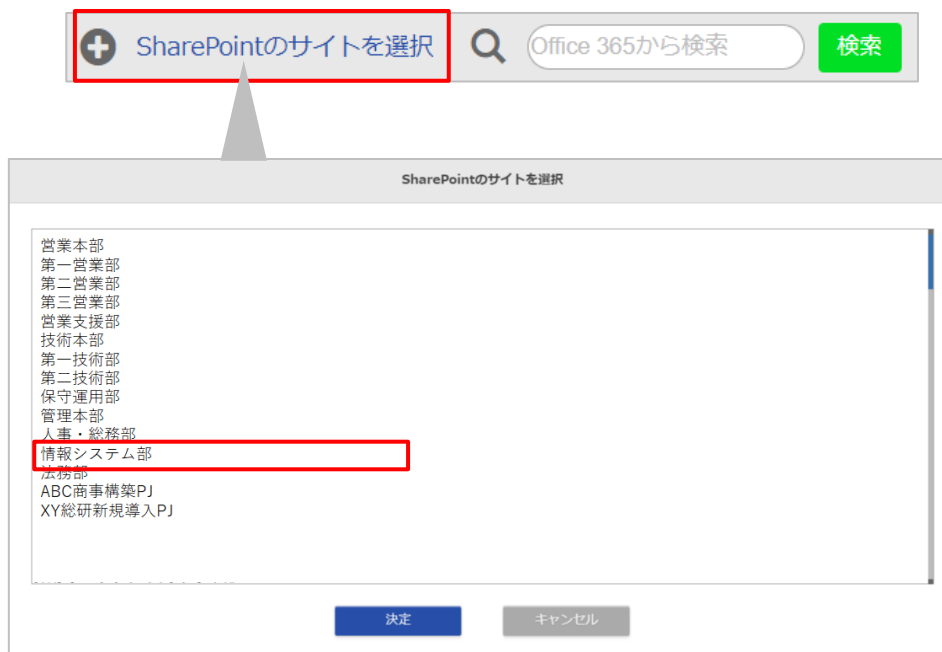 SharePointのサイトを選択 Office 365から検索 検索
SharePointのサイトを選択
営業本部
第一営業部
第二営業部
第三営業部
営業支援部
技術本部
第一技術部
第二技術部
保守運用部
管理本部
人事・総務部
情報システム部
法務部
ABC商事構築PJ
XY総研新規導入PJ
決定 キャンセル